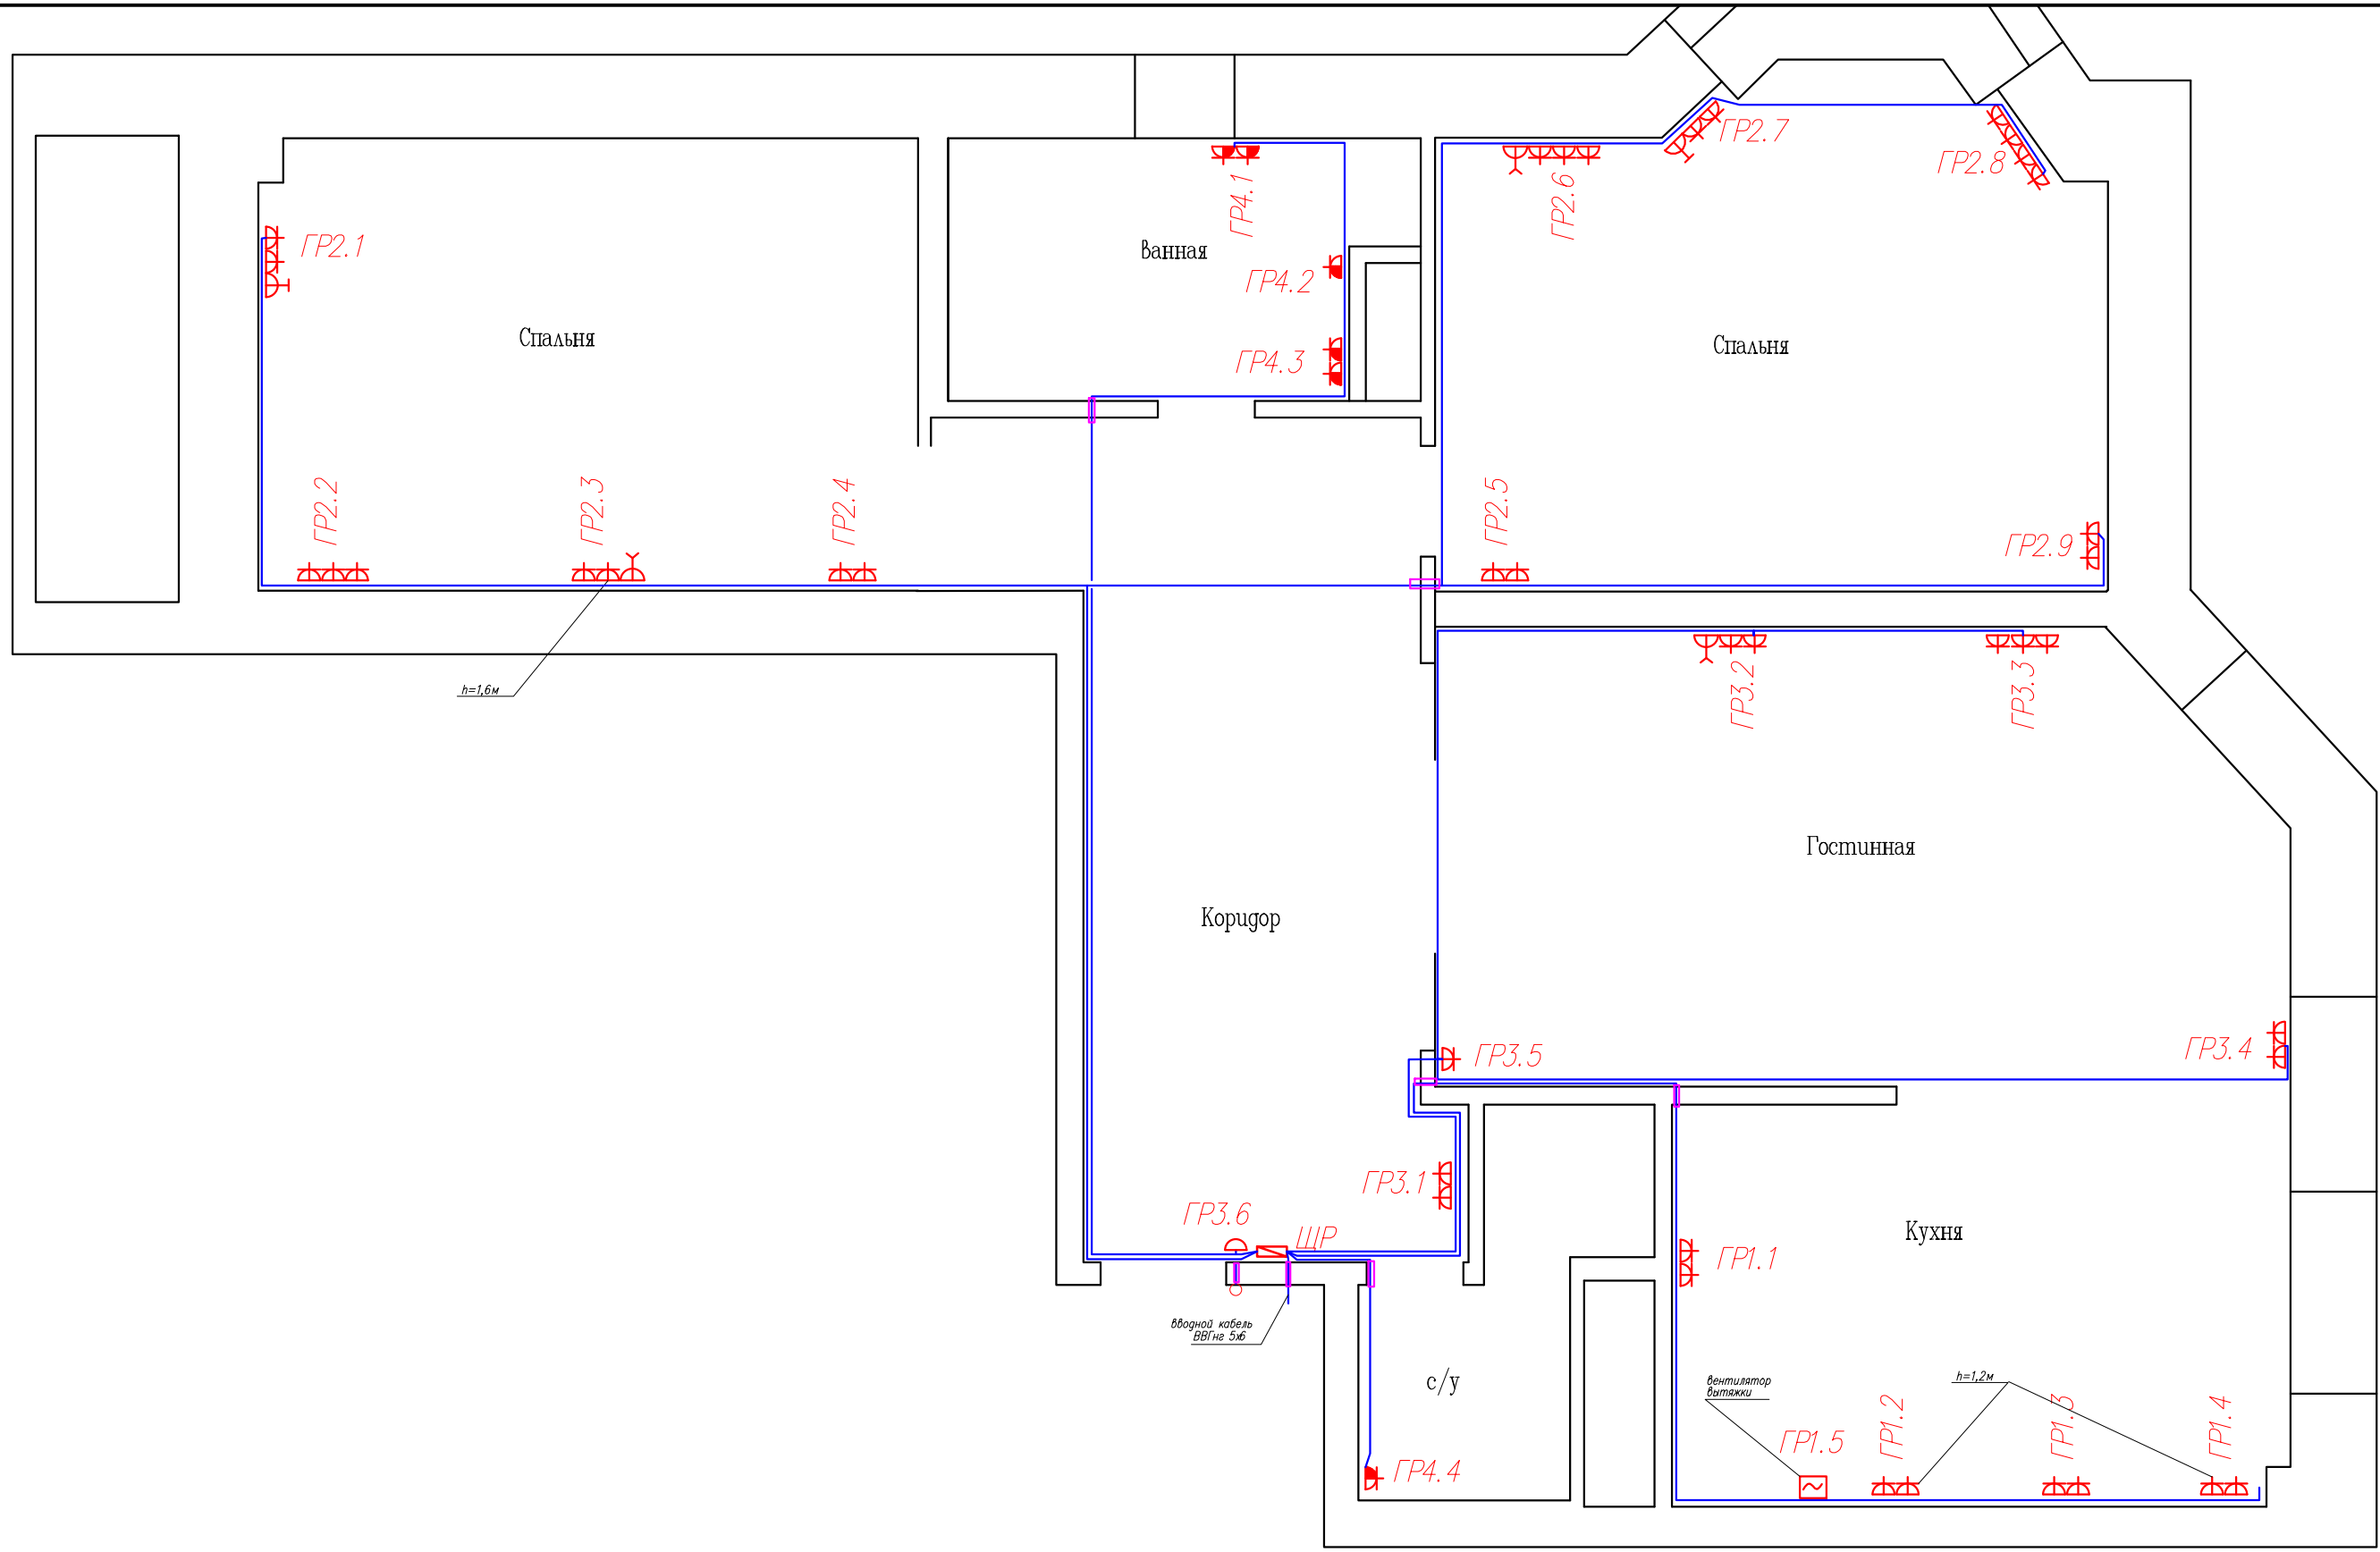 ГР2.7
ГР2.8
ГР4.1
ГР2.6
ГР2.1
Ванная
ГР4.2
Спальня
Спальня
ГР4.3
ГР2.2
ГР2.3
ГР2.4
ГР2.5
ГР2.9
h=1,6м
ГР3.2
ГР3.3
Гостинная
Коридор
ГР3.5
ГР3.4
ГР3.1
ГР3.6
ЩР
Кухня
ГР1.1
вводной кабель
ВВГнг 5х6
с/у
вентилятор
вытяжки
h=1,2м
ГР1.5
ГР1.2
ГР1.3
ГР1.4
ГР4.4